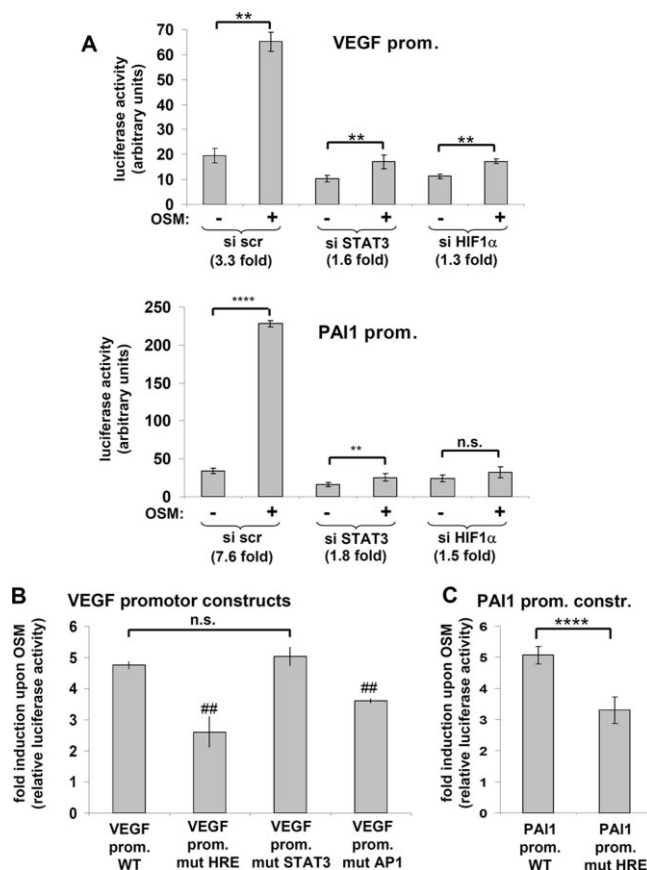 A
VEGF prom.
**
**
**
luciferase activity
(arbitrary units)
70
60
50
40
30
20
10
0
OSM: - + - + - +
si scr si STAT3 si HIF1α
(3.3 fold) (1.6 fold) (1.3 fold)
PAI1 prom.
****
**
n.s.
luciferase activity
(arbitrary units)
250
200
150
100
50
0
OSM: - + - + - +
si scr si STAT3 si HIF1α
(7.6 fold) (1.8 fold) (1.5 fold)
B VEGF promotor constructs
n.s.
##
##
fold induction upon OSM
(relative luciferase activity)
6
5
4
3
2
1
0
VEGF VEGF VEGF VEGF
prom. prom. prom. prom.
WT mut HRE mut STAT3 mut AP1
C PAI1 prom. constr.
****
fold induction upon OSM
(relative luciferase activity)
6
5
4
3
2
1
0
PAI1 PAI1
prom. prom.
WT mut HRE